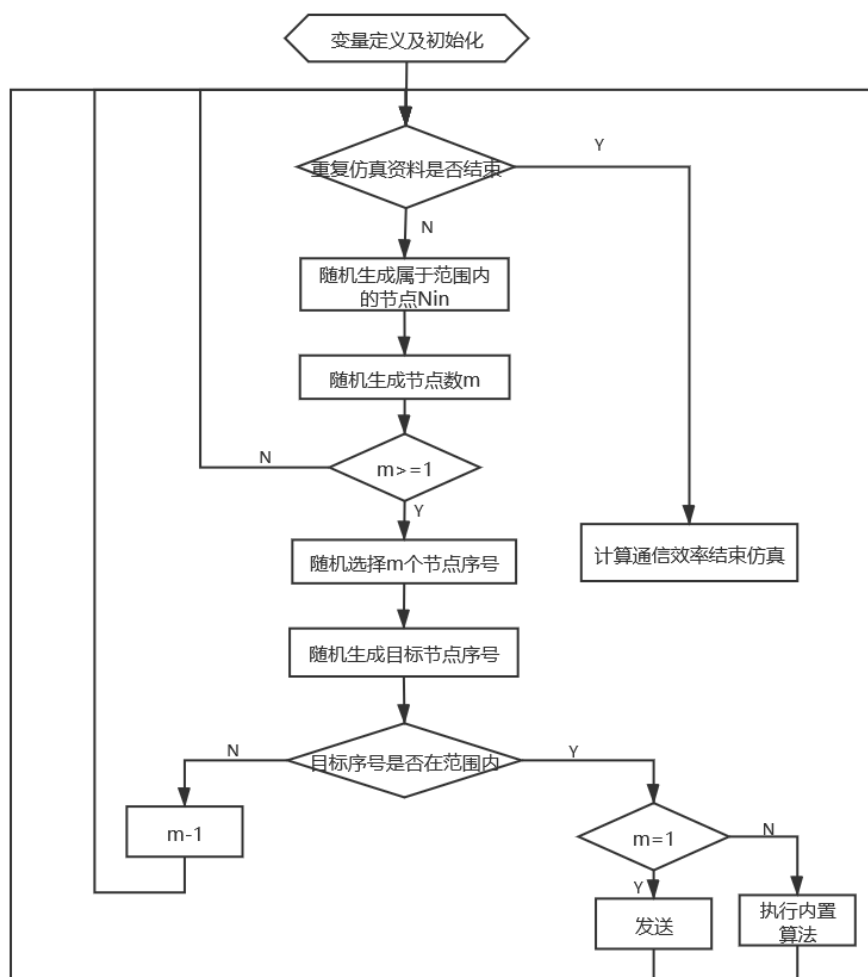 变量定义及初始化
重复仿真资料是否结束
Y
N
随机生成属于范围内
的节点Nin
随机生成节点数m
m>=1
N
Y
随机选择m个节点序号
计算通信效率结束仿真
随机生成目标节点序号
目标序号是否在范围内
N
Y
m-1
m=1
N
Y
发送
执行内置
算法